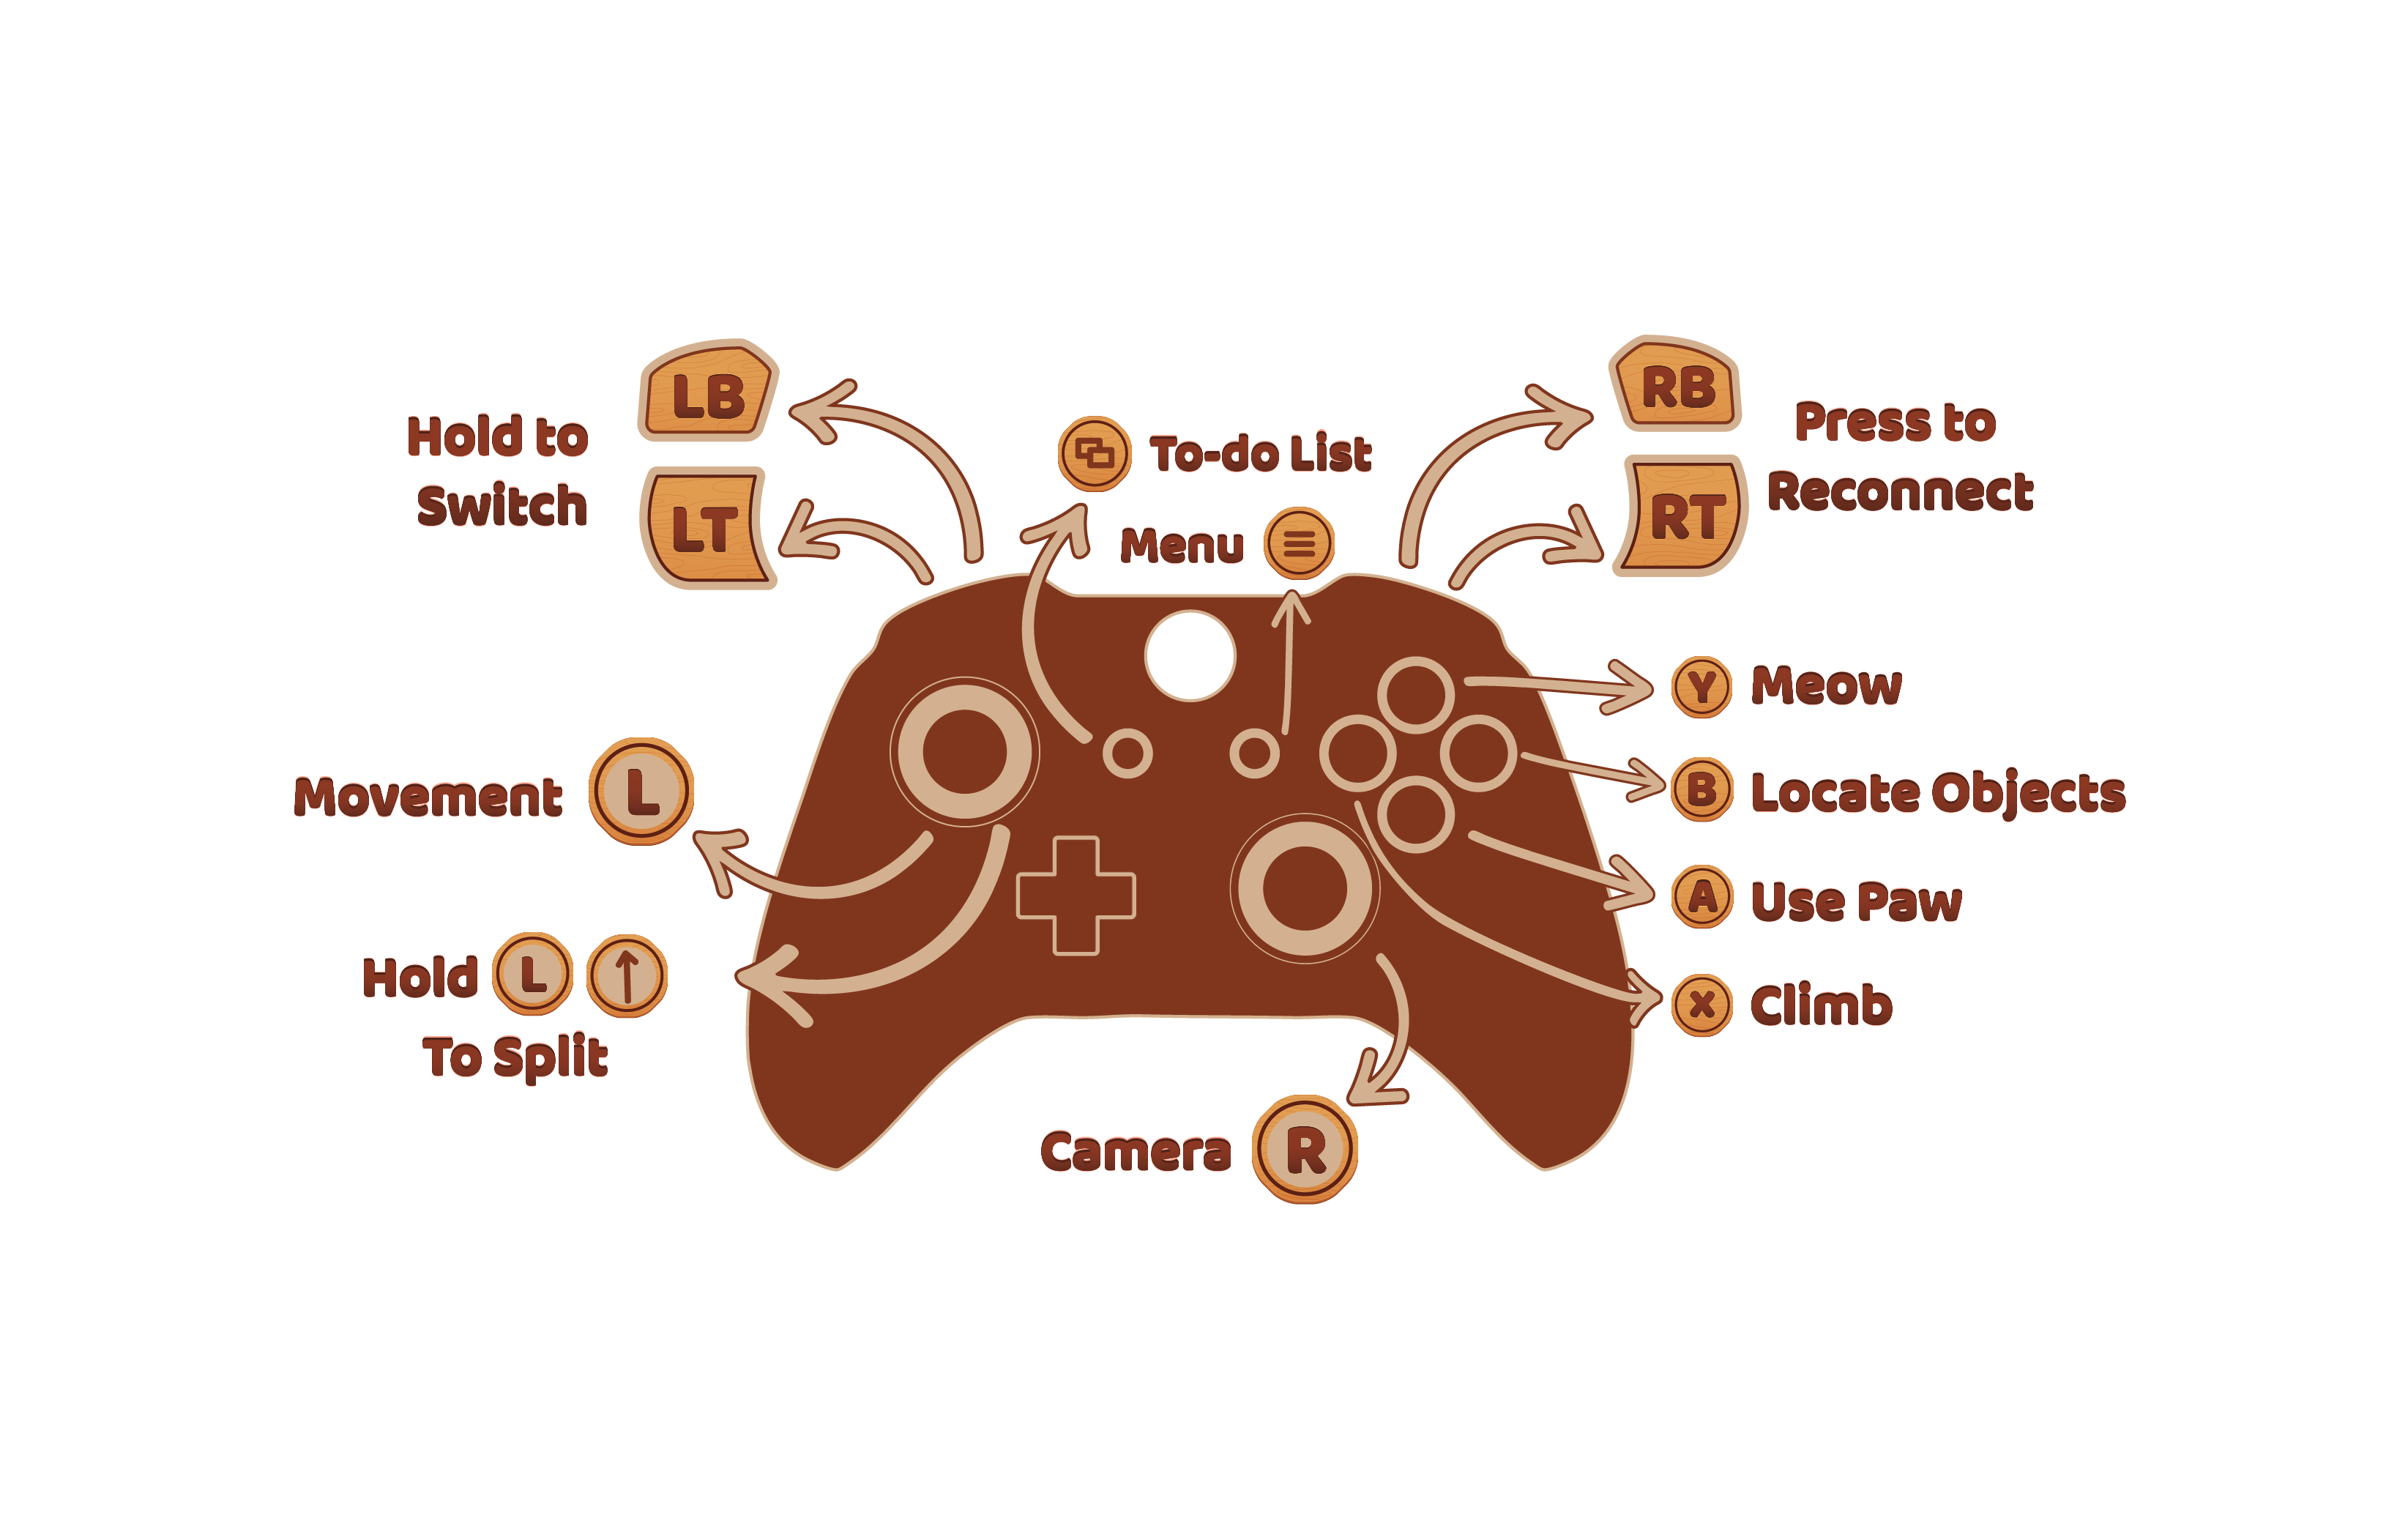 LB
Hold to
Switch
LT
To-do List
Menu
RB
Press to
Reconnect
RT
Y Meow
Movement L
B Locate Objects
A Use Paw
Hold L ↑
To Split
X Climb
Camera R